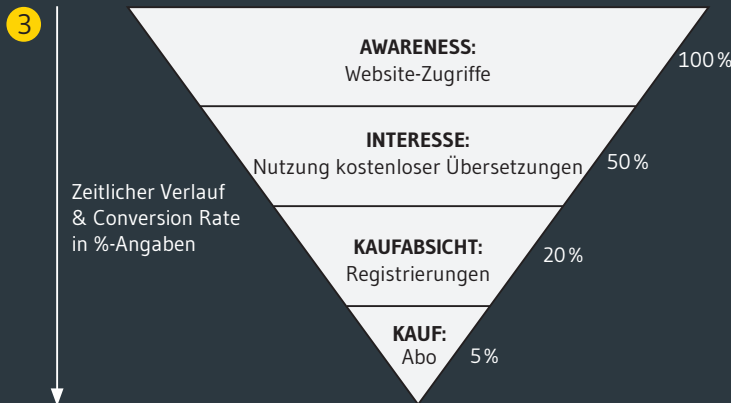 3
AWARENESS:
Website-Zugriffe
100 %
INTERESSE:
Nutzung kostenloser Übersetzungen
50 %
Zeitlicher Verlauf
& Conversion Rate
in %-Angaben
KAUFABSICHT:
Registrierungen
20 %
KAUF:
Abo
5 %